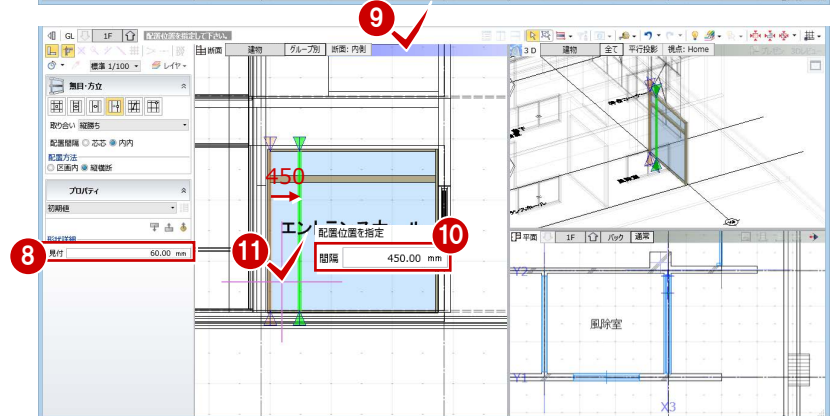 9
GL 1F 配置位置を指定して下さい。
標準 1/100 レイヤ
断面 建物 グループ別 断面: 内側
3D 建物 全て 平行投影 視点: Home
無目・方立
取り合い 縦勝ち
配置間隔 芯芯 内内
配置方法
区画内 縦横断
プロパティ
初期値
形状詳細
8 見付 60.00 mm
450
エントランスホール
配置位置を指定
間隔 450.00 mm
10
11
風除室
平面 1F バック 通常
Y2
風除室
Y1
X3